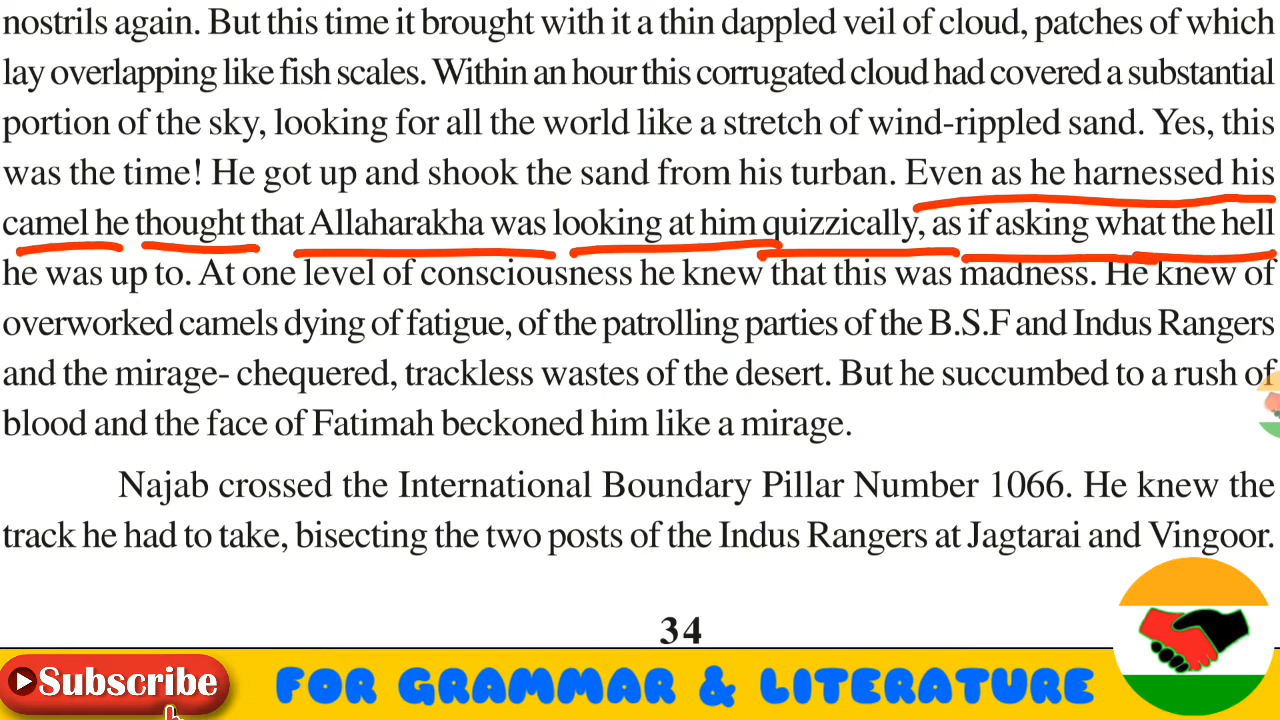 nostrils again. But this time it brought with it a thin dappled veil of cloud, patches of which
lay overlapping like fish scales. Within an hour this corrugated cloud had covered a substantial
portion of the sky, looking for all the world like a stretch of wind-rippled sand. Yes, this
was the time! He got up and shook the sand from his turban. Even as he harnessed his
camel he thought that Allaharakha was looking at him quizzically, as if asking what the hell
he was up to. At one level of consciousness he knew that this was madness. He knew of
overworked camels dying of fatigue, of the patrolling parties of the B.S.F and Indus Rangers
and the mirage- chequered, trackless wastes of the desert. But he succumbed to a rush of
blood and the face of Fatimah beckoned him like a mirage.
Najab crossed the International Boundary Pillar Number 1066. He knew the
track he had to take, bisecting the two posts of the Indus Rangers at Jagtarai and Vingoor.
34
Subscribe
FOR GRAMMAR & LITERATURE